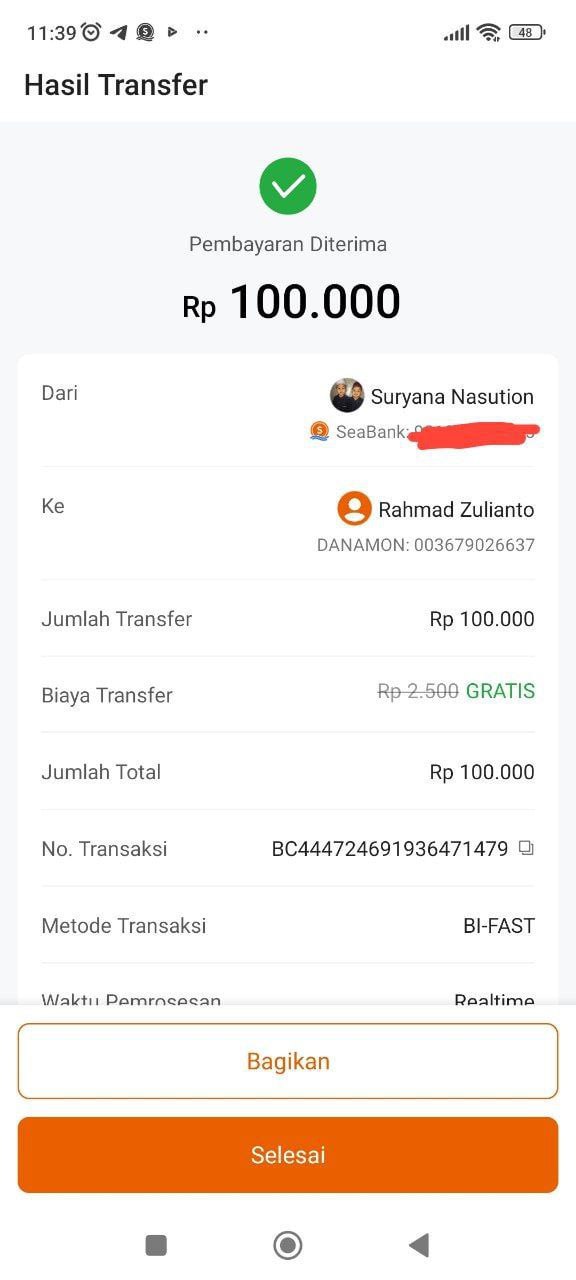 11:39
48
Hasil Transfer
Pembayaran Diterima
Rp 100.000
Dari
Suryana Nasution
SeaBank:
Ke
Rahmad Zulianto
DANAMON: 003679026637
Jumlah Transfer
Rp 100.000
Biaya Transfer
Rp 2.500 GRATIS
Jumlah Total
Rp 100.000
No. Transaksi
BC444724691936471479
Metode Transaksi
BI-FAST
Waktu Pemrosesan
Realtime
Bagikan
Selesai